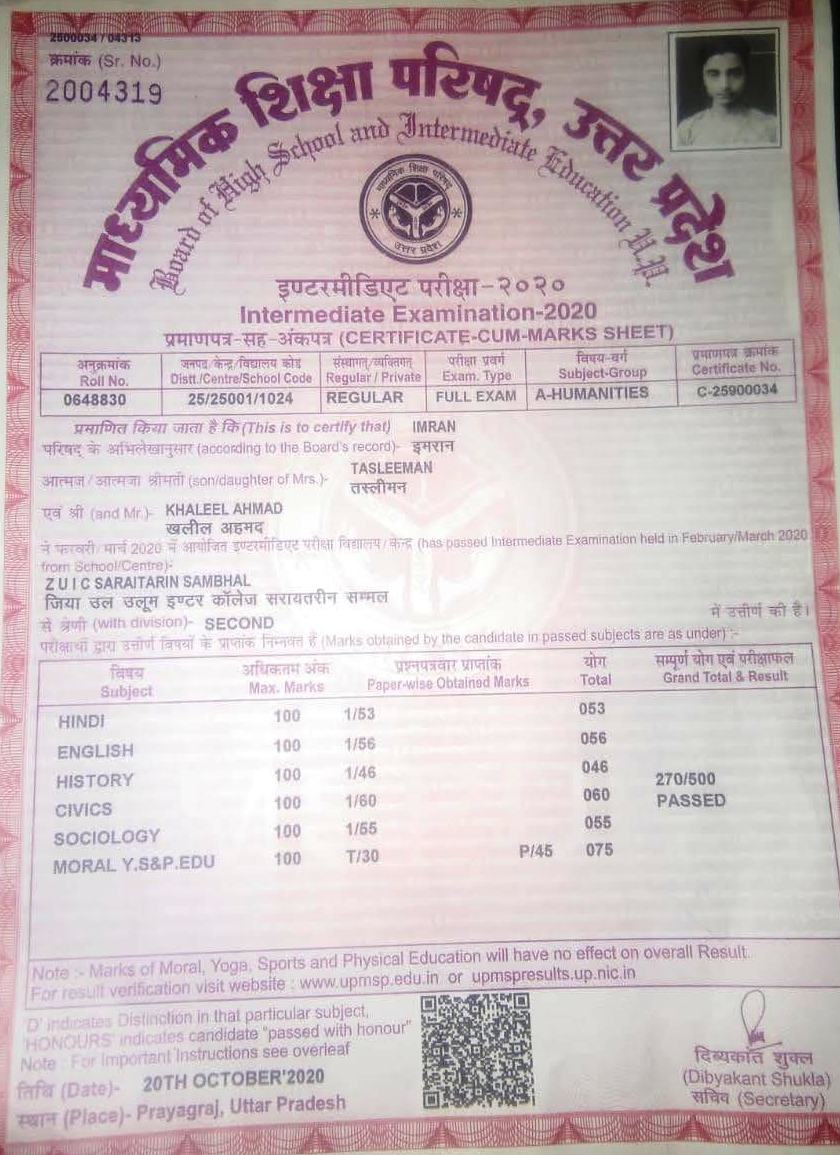 2500034 / 04313
क्रमांक (Sr. No.)
2004319
माध्यमिक शिक्षा परिषद्, उत्तर प्रदेश
Board of High School and Intermediate Education U.P.
माध्यमिक शिक्षा परिषद्
उत्तर प्रदेश
इण्टरमीडिएट परीक्षा-२०२०
Intermediate Examination-2020
प्रमाणपत्र-सह-अंकपत्र (CERTIFICATE-CUM-MARKS SHEET)
अनुक्रमांक जनपद/केन्द्र/विद्यालय कोड संस्थागत/व्यक्तिगत परीक्षा प्रवर्ग विषय-वर्ग प्रमाणपत्र क्रमांक
Roll No. Distt./Centre/School Code Regular / Private Exam. Type Subject-Group Certificate No.
0648830 25/25001/1024 REGULAR FULL EXAM A-HUMANITIES C-25900034
प्रमाणित किया जाता है कि (This is to certify that) IMRAN
परिषद् के अभिलेखानुसार (according to the Board's record)- इमरान
TASLEEMAN
आत्मज/आत्मजा श्रीमती (son/daughter of Mrs.)-
तस्लीमन
एवं श्री (and Mr.)- KHALEEL AHMAD
खलील अहमद
ने फरवरी/मार्च 2020 में आयोजित इण्टरमीडिएट परीक्षा विद्यालय/केन्द्र (has passed Intermediate Examination held in February/March 2020
from School/Centre)-
Z U I C SARAITARIN SAMBHAL
जिया उल उलूम इण्टर कॉलेज सरायतरीन सम्भल
से श्रेणी (with division)- SECOND में उत्तीर्ण की है।
परीक्षार्थी द्वारा उत्तीर्ण विषयों के प्राप्तांक निम्नवत हैं (Marks obtained by the candidate in passed subjects are as under) :-
विषय अधिकतम अंक प्रश्नपत्रवार प्राप्तांक योग सम्पूर्ण योग एवं परीक्षाफल
Subject Max. Marks Paper-wise Obtained Marks Total Grand Total & Result
HINDI 100 1/53 053
ENGLISH 100 1/56 056
HISTORY 100 1/46 046 270/500
CIVICS 100 1/60 060 PASSED
SOCIOLOGY 100 1/55 055
MORAL Y.S&P.EDU 100 T/30 P/45 075
Note :- Marks of Moral, Yoga, Sports and Physical Education will have no effect on overall Result.
For result verification visit website : www.upmsp.edu.in or upmspresults.up.nic.in
'D' indicates Distinction in that particular subject,
'HONOURS' indicates candidate "passed with honour"
Note : For Important Instructions see overleaf
तिथि (Date)- 20TH OCTOBER'2020
स्थान (Place)- Prayagraj, Uttar Pradesh
दिब्यकांत शुक्ल
(Dibyakant Shukla)
सचिव (Secretary)